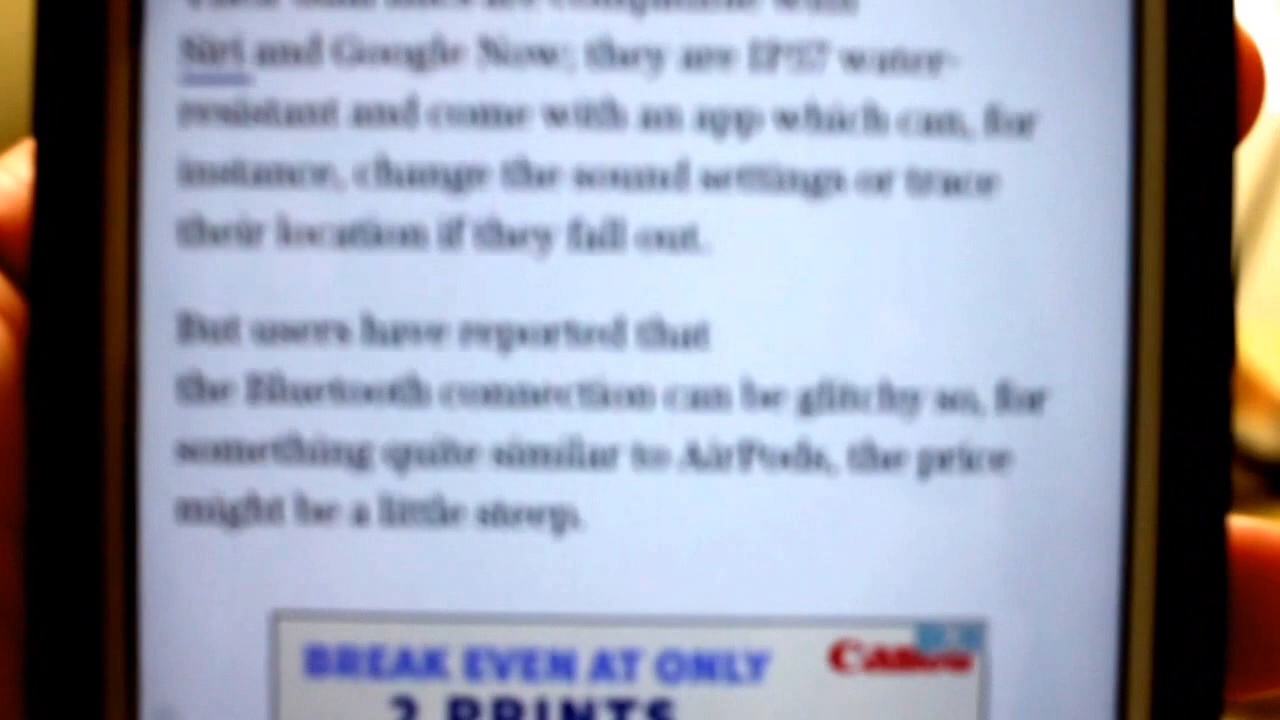 Siri and Google Now; they are IP57 water-
resistant and come with an app which can, for
instance, change the sound settings or trace
their location if they fall out.
But users have reported that
the Bluetooth connection can be glitchy so, for
something quite similar to AirPods, the price
might be a little steep.
BREAK EVEN AT ONLY
Canon
PRINTS